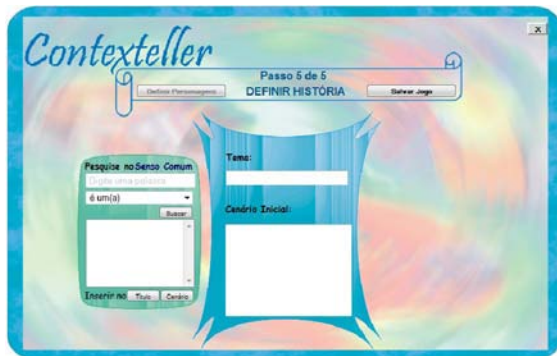 Contexteller
X
Passo 5 de 5
Definir Personagens
DEFINIR HISTÓRIA
Salvar Jogo
Pesquise no Senso Comum
Digite uma palavra
é um(a)
Buscar
Inserir no
Título
Cenário
Tema:
Cenário Inicial: